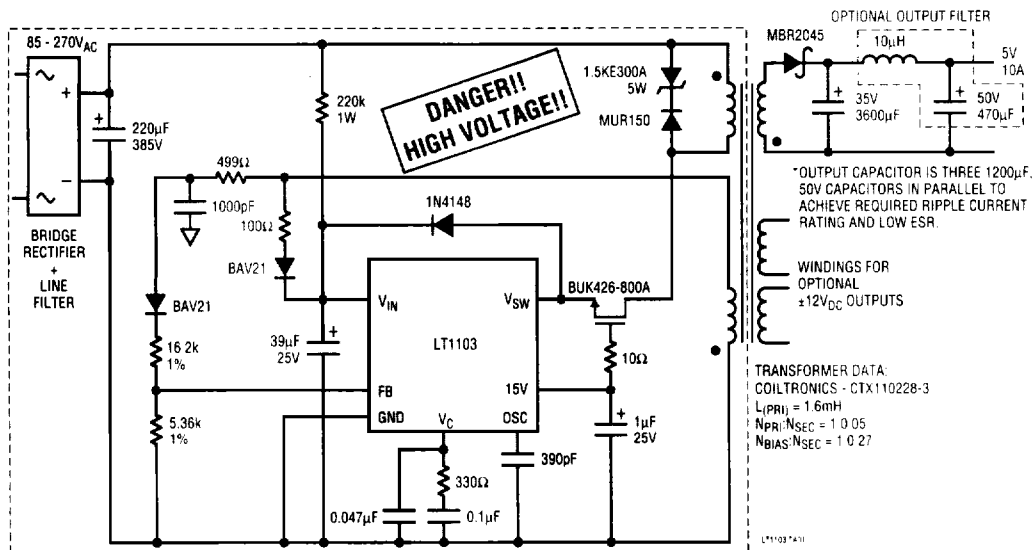 OPTIONAL OUTPUT FILTER
85 - 270VAC
MBR2045
10µH
5V
10A
1.5KE300A
5W
DANGER!!
HIGH VOLTAGE!!
220k
1W
+
+
220µF
385V
+
35V
3600µF
+
50V
470µF
MUR150
499Ω
–
1000pF
100Ω
1N4148
*OUTPUT CAPACITOR IS THREE 1200µF,
50V CAPACITORS IN PARALLEL TO
ACHIEVE REQUIRED RIPPLE CURRENT
RATING AND LOW ESR.
BRIDGE
RECTIFIER
+
LINE
FILTER
BAV21
BAV21
WINDINGS FOR
OPTIONAL
±12VDC OUTPUTS
VIN
VSW
BUK426-800A
LT1103
16.2k
1%
+
39µF
25V
10Ω
15V
FB
GND
VC
OSC
TRANSFORMER DATA:
COILTRONICS - CTX110228-3
L(PRI) = 1.6mH
NPRI:NSEC = 1 0 05
NBIAS:NSEC = 1 0 27
5.36k
1%
+
1µF
25V
390pF
330Ω
0.047µF
0.1µF